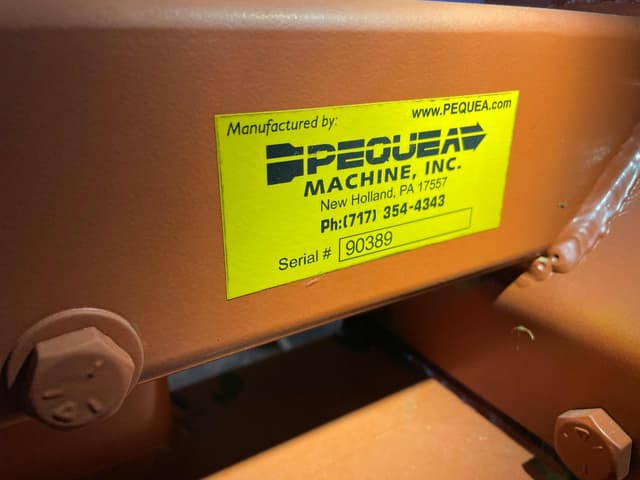 www.PEQUEA.com
Manufactured by:
PEQUEA
MACHINE, INC.
New Holland, PA 17557
Ph:(717) 354-4343
Serial # 90389